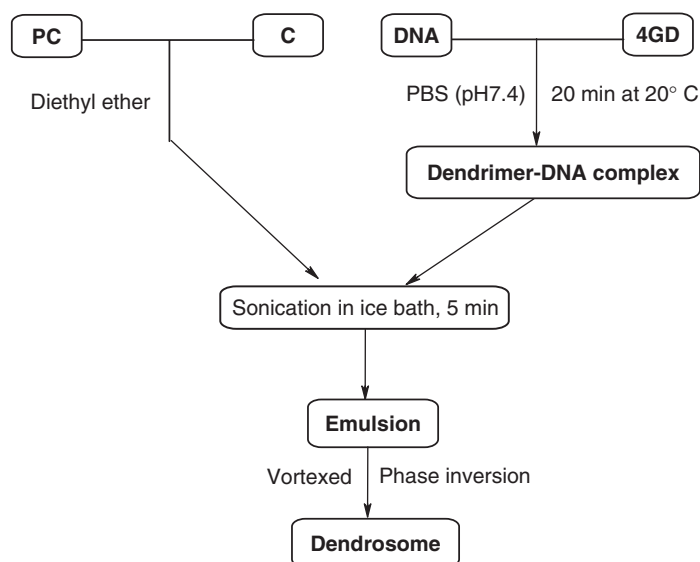 PC
C
DNA
4GD
Diethyl ether
PBS (pH7.4)
20 min at 20° C
Dendrimer-DNA complex
Sonication in ice bath, 5 min
Emulsion
Vortexed
Phase inversion
Dendrosome